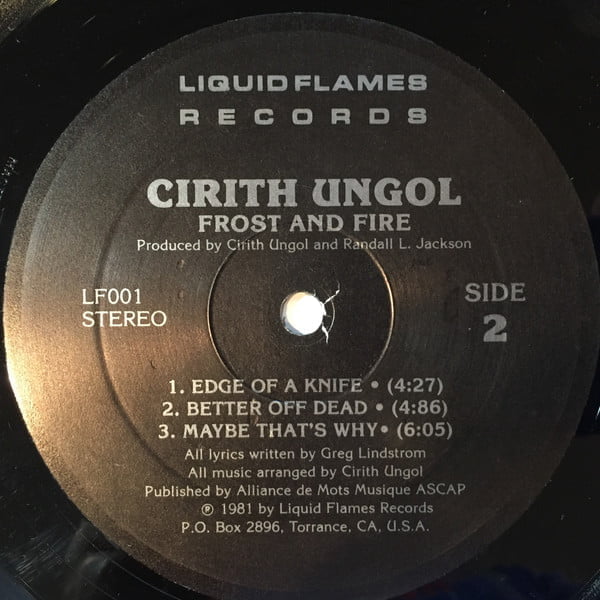 LIQUID FLAMES
RECORDS
CIRITH UNGOL
FROST AND FIRE
Produced by Cirith Ungol and Randall L. Jackson
LF001
STEREO
SIDE
2
1. EDGE OF A KNIFE • (4:27)
2. BETTER OFF DEAD • (4:86)
3. MAYBE THAT'S WHY• (6:05)
All lyrics written by Greg Lindstrom
All music arranged by Cirith Ungol
Published by Alliance de Mots Musique ASCAP
℗ 1981 by Liquid Flames Records
P.O. Box 2896, Torrance, CA, U.S.A.